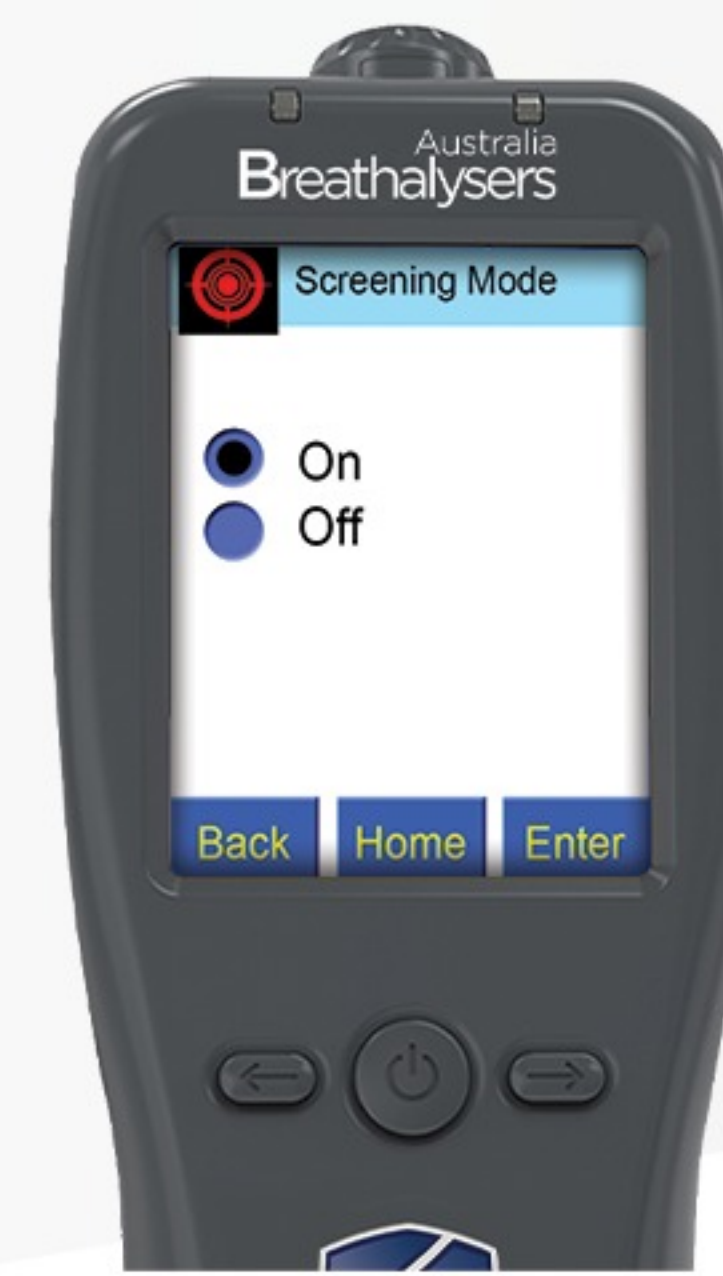 Australia
Breathalysers
Screening Mode
On
Off
Back Home Enter